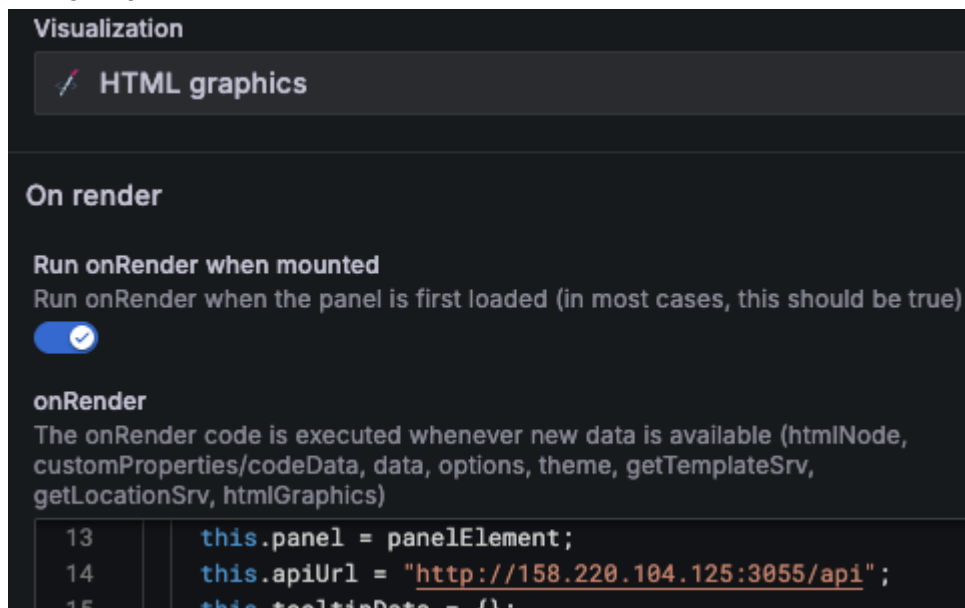 Visualization
HTML graphics
On render
Run onRender when mounted
Run onRender when the panel is first loaded (in most cases, this should be true)
onRender
The onRender code is executed whenever new data is available (htmlNode,
customProperties/codeData, data, options, theme, getTemplateSrv,
getLocationSrv, htmlGraphics)
13 this.panel = panelElement;
14 this.apiUrl = "http://158.220.104.125:3055/api";
15 this.tooltipData = {};